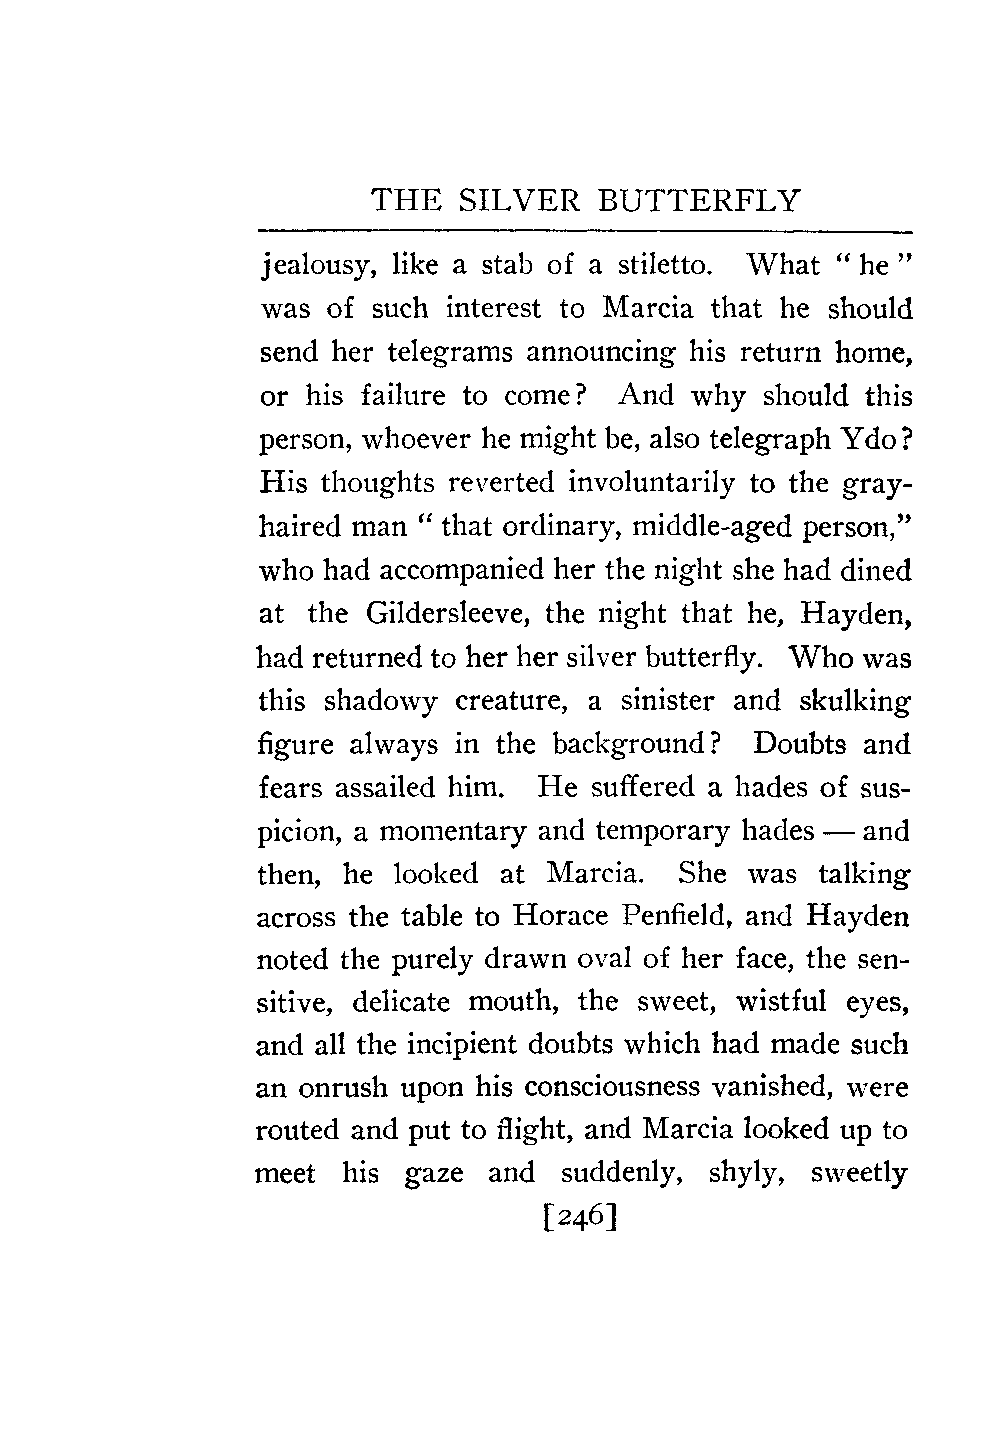 THE SILVER BUTTERFLY
jealousy, like a stab of a stiletto. What “ he ”
was of such interest to Marcia that he should
send her telegrams announcing his return home,
or his failure to come? And why should this
person, whoever he might be, also telegraph Ydo?
His thoughts reverted involuntarily to the gray-
haired man “ that ordinary, middle-aged person,”
who had accompanied her the night she had dined
at the Gildersleeve, the night that he, Hayden,
had returned to her her silver butterfly. Who was
this shadowy creature, a sinister and skulking
figure always in the background? Doubts and
fears assailed him. He suffered a hades of sus-
picion, a momentary and temporary hades — and
then, he looked at Marcia. She was talking
across the table to Horace Penfield, and Hayden
noted the purely drawn oval of her face, the sen-
sitive, delicate mouth, the sweet, wistful eyes,
and all the incipient doubts which had made such
an onrush upon his consciousness vanished, were
routed and put to flight, and Marcia looked up to
meet his gaze and suddenly, shyly, sweetly
[246]